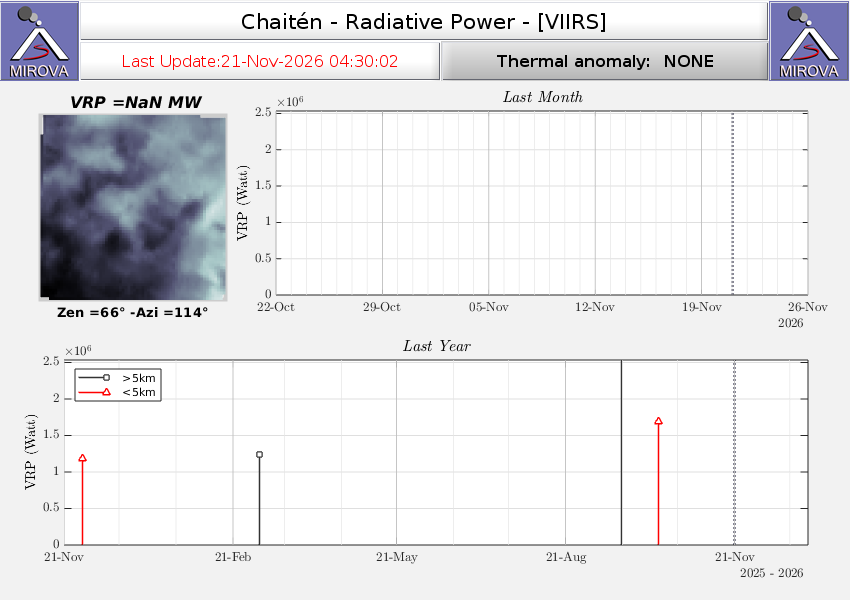 Chaitén - Radiative Power - [VIIRS]
MIROVA
Last Update:21-Nov-2026 04:30:02
Thermal anomaly: NONE
MIROVA
VRP =NaN MW
Zen =66° -Azi =114°
Last Month
×10⁶
VRP (Watt)
2.5
2
1.5
1
0.5
0
22-Oct
29-Oct
05-Nov
12-Nov
19-Nov
26-Nov
2026
Last Year
×10⁶
VRP (Watt)
2.5
2
1.5
1
0.5
0
>5km
<5km
21-Nov
21-Feb
21-May
21-Aug
21-Nov
2025 - 2026